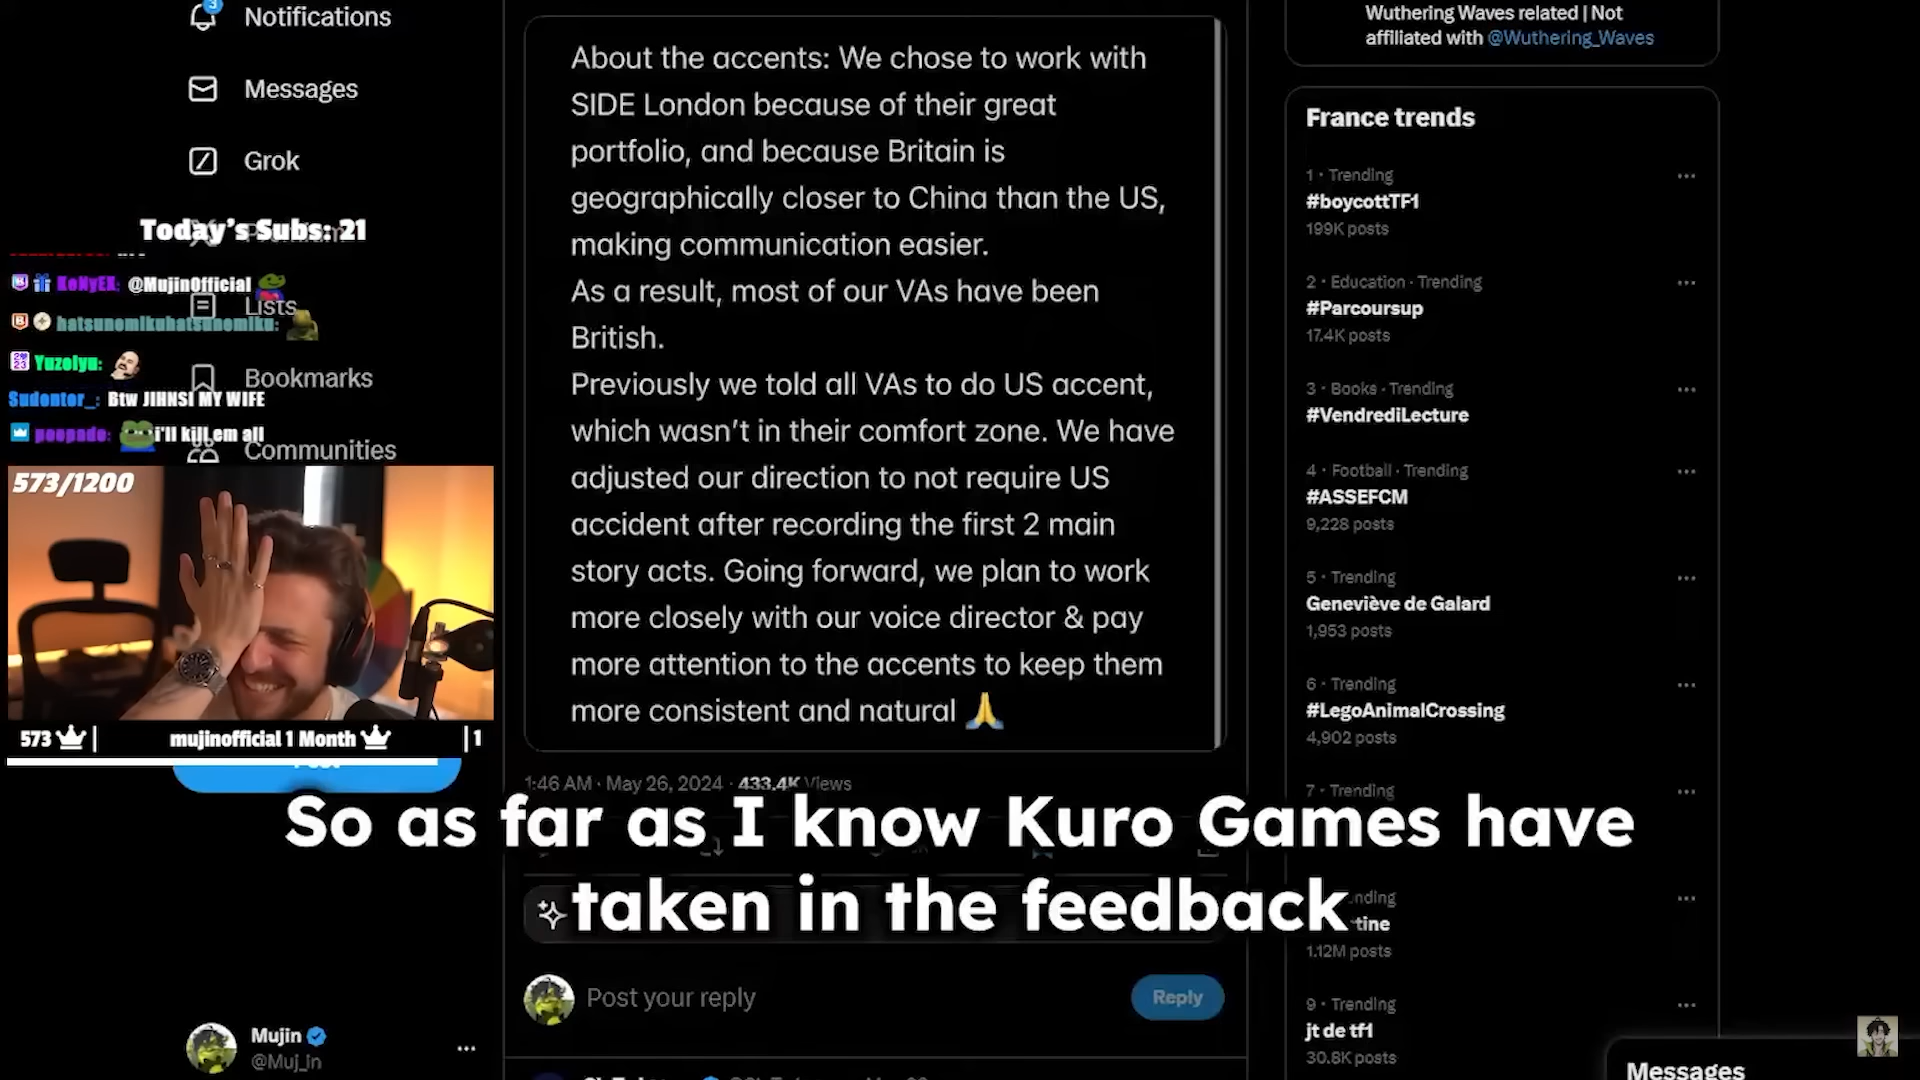 3
Notifications
Messages
Grok
Today's Subs: 21
KeNyEK: @MujinOfficial
Lists
hatsunomikuhatsunomiku:
Yuzolyu:
Bookmarks
Sudontor_: Btw JIHNSI MY WIFE
poopado: i'll kill em all
Communities
573/1200
573
mujinofficial 1 Month
1
Mujin
@Muj_in
About the accents: We chose to work with
SIDE London because of their great
portfolio, and because Britain is
geographically closer to China than the US,
making communication easier.
As a result, most of our VAs have been
British.
Previously we told all VAs to do US accent,
which wasn't in their comfort zone. We have
adjusted our direction to not require US
accident after recording the first 2 main
story acts. Going forward, we plan to work
more closely with our voice director & pay
more attention to the accents to keep them
more consistent and natural 🙏
1:46 AM · May 26, 2024 · 433.4K Views
So as far as I know Kuro Games have
taken in the feedback
Post your reply
Reply
Wuthering Waves related | Not
affiliated with @Wuthering_Waves
France trends
1 · Trending
#boycottTF1
199K posts
2 · Education · Trending
#Parcoursup
17.4K posts
3 · Books · Trending
#VendrediLecture
4 · Football · Trending
#ASSEFCM
9,228 posts
5 · Trending
Geneviève de Galard
1,953 posts
6 · Trending
#LegoAnimalCrossing
4,902 posts
7 · Trending
1.12M posts
9 · Trending
jt de tf1
30.8K posts
Messages